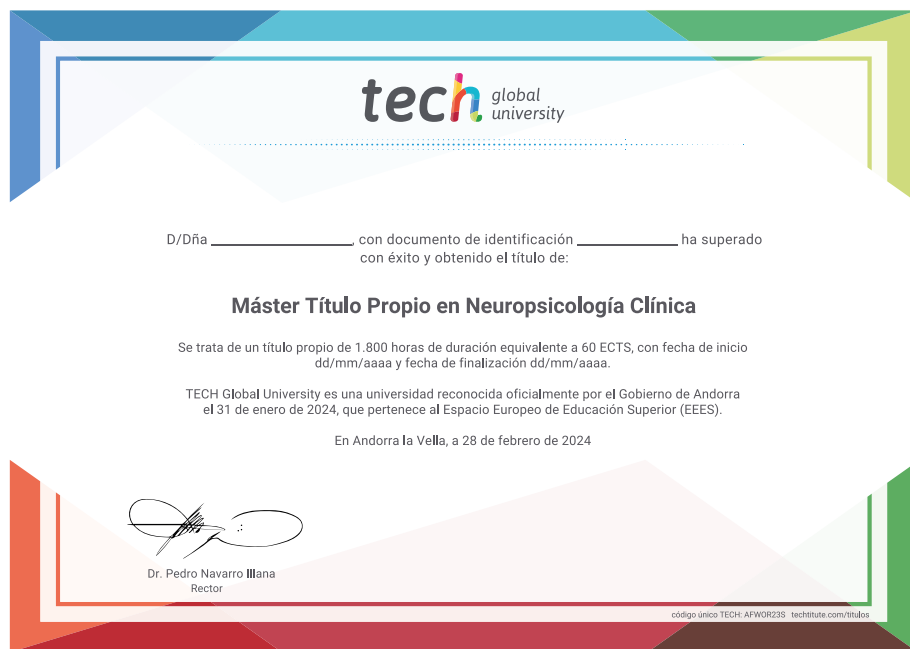 tech global university
D/Dña ____________________, con documento de identificación ______________ ha superado
con éxito y obtenido el título de:
Máster Título Propio en Neuropsicología Clínica
Se trata de un título propio de 1.800 horas de duración equivalente a 60 ECTS, con fecha de inicio
dd/mm/aaaa y fecha de finalización dd/mm/aaaa.
TECH Global University es una universidad reconocida oficialmente por el Gobierno de Andorra
el 31 de enero de 2024, que pertenece al Espacio Europeo de Educación Superior (EEES).
En Andorra la Vella, a 28 de febrero de 2024
Dr. Pedro Navarro Illana
Rector
código único TECH: AFWOR23S techtitute.com/titulos